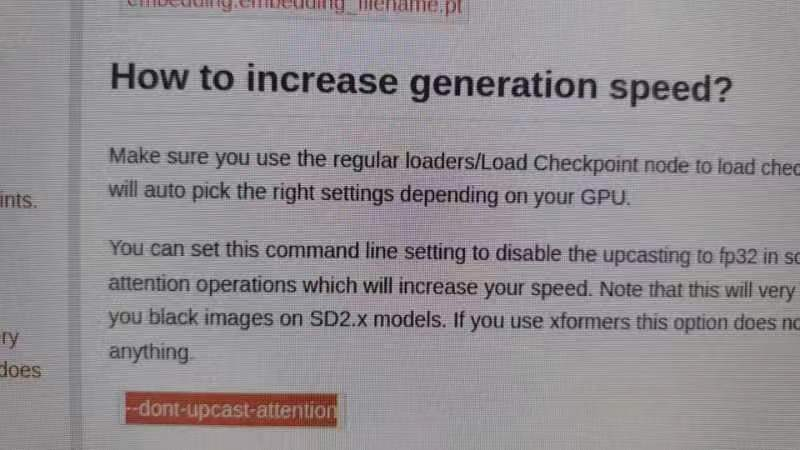 embedding:embedding_filename.pt
How to increase generation speed?
Make sure you use the regular loaders/Load Checkpoint node to load chec
ints.
will auto pick the right settings depending on your GPU.
You can set this command line setting to disable the upcasting to fp32 in so
attention operations which will increase your speed. Note that this will very
you black images on SD2.x models. If you use xformers this option does no
ry
anything.
does
--dont-upcast-attention